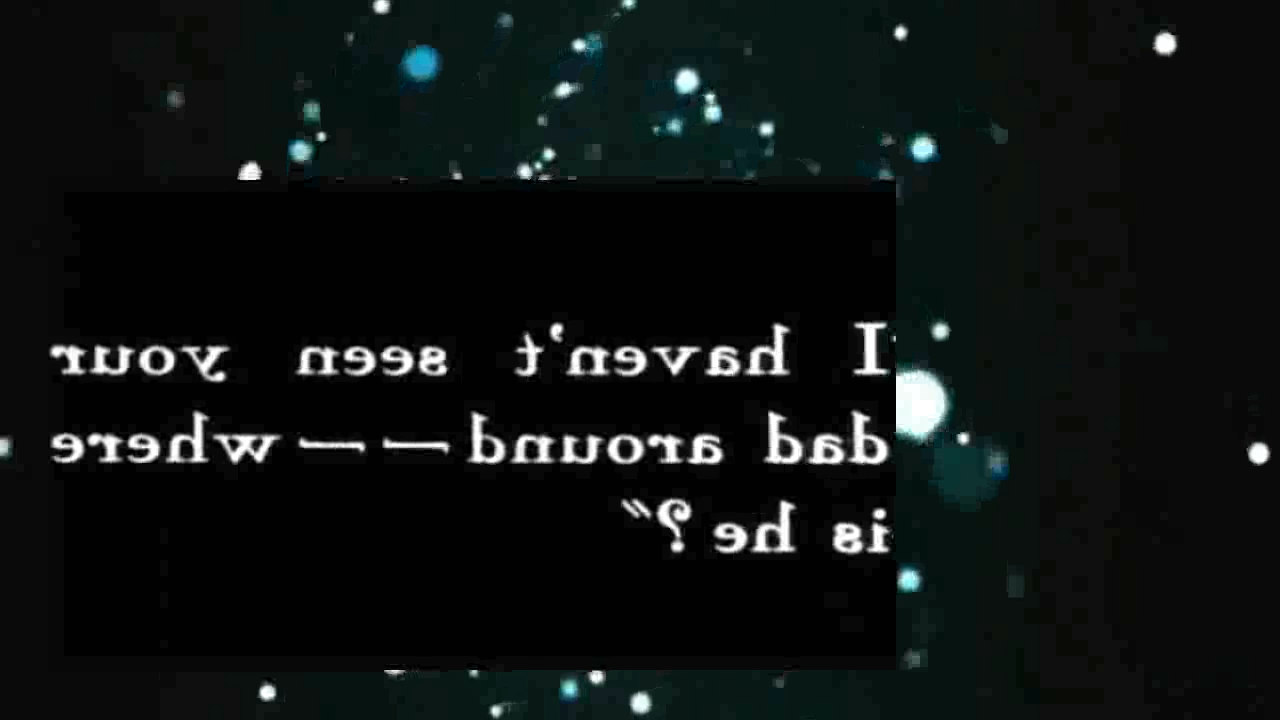 I haven't seen your
dad around — — where
is he?"